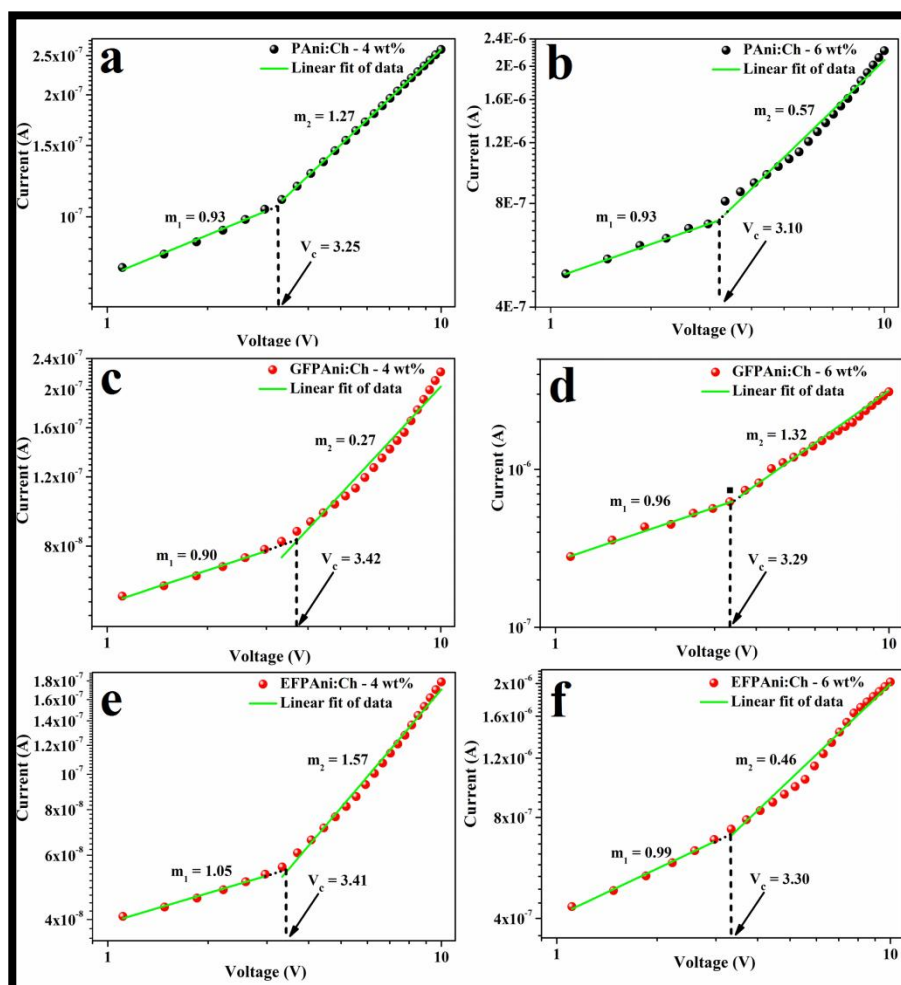 a
PAni:Ch - 4 wt%
Linear fit of data
2.5x10⁻⁷
2x10⁻⁷
1.5x10⁻⁷
10⁻⁷
Current (A)
m₂ = 1.27
m₁ = 0.93
V_c = 3.25
1
10
Voltage (V)
b
PAni:Ch - 6 wt%
Linear fit of data
2.4E-6
2E-6
1.6E-6
1.2E-6
8E-7
4E-7
Current (A)
m₂ = 0.57
m₁ = 0.93
V_c = 3.10
1
10
Voltage (V)
c
GFPAni:Ch - 4 wt%
Linear fit of data
2.4x10⁻⁷
2x10⁻⁷
1.6x10⁻⁷
1.2x10⁻⁷
8x10⁻⁸
Current (A)
m₂ = 0.27
m₁ = 0.90
V_c = 3.42
1
10
Voltage (V)
d
GFPAni:Ch - 6 wt%
Linear fit of data
10⁻⁶
10⁻⁷
Current (A)
m₂ = 1.32
m₁ = 0.96
V_c = 3.29
1
10
Voltage (V)
e
EFPAni:Ch - 4 wt%
Linear fit of data
1.8x10⁻⁷
1.6x10⁻⁷
1.4x10⁻⁷
1.2x10⁻⁷
10⁻⁷
8x10⁻⁸
6x10⁻⁸
4x10⁻⁸
Current (A)
m₂ = 1.57
m₁ = 1.05
V_c = 3.41
1
10
Voltage (V)
f
EFPAni:Ch - 6 wt%
Linear fit of data
2x10⁻⁶
1.6x10⁻⁶
1.2x10⁻⁶
8x10⁻⁷
4x10⁻⁷
Current (A)
m₂ = 0.46
m₁ = 0.99
V_c = 3.30
1
10
Voltage (V)